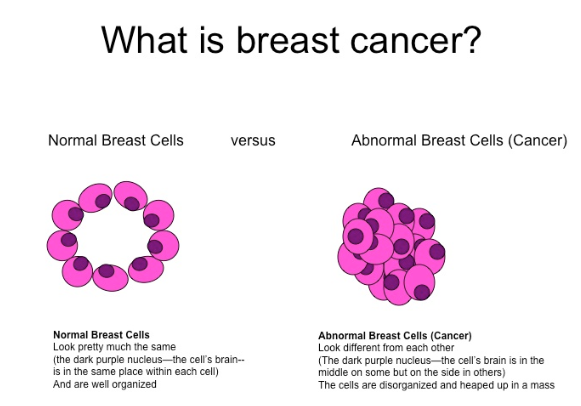 What is breast cancer?
Normal Breast Cells versus Abnormal Breast Cells (Cancer)
Normal Breast Cells
Look pretty much the same
(the dark purple nucleus—the cell's brain--
is in the same place within each cell)
And are well organized
Abnormal Breast Cells (Cancer)
Look different from each other
(The dark purple nucleus—the cell's brain is in the
middle on some but on the side in others)
The cells are disorganized and heaped up in a mass